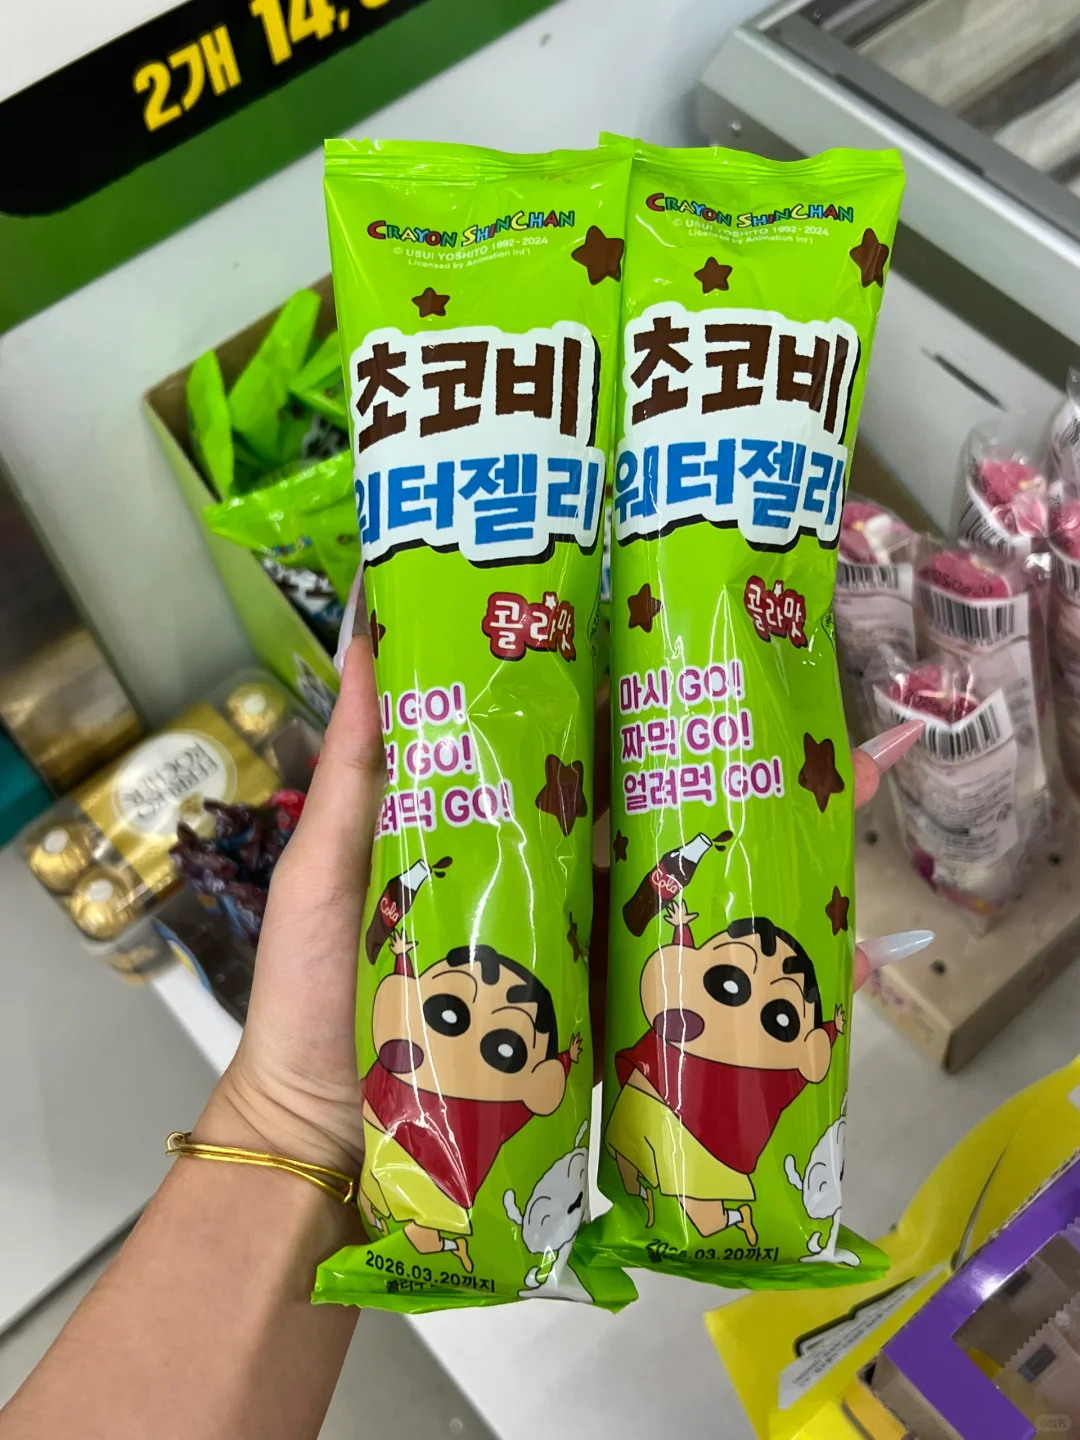 2개 14,
CRAYON SHINCHAN
© USUI YOSHITO 1992-2024
Licensed by Animation Int'l
초코비
워터젤리
콜라맛
GO!
GO!
려먹 GO!
Cola
2026.03.20까지
CRAYON SHINCHAN
© USUI YOSHITO 1992-2024
Licensed by Animation Int'l
초코비
워터젤리
콜라맛
마시 GO!
짜먹 GO!
얼려먹 GO!
Cola
2026.03.20까지
FERRERO
ROCHER